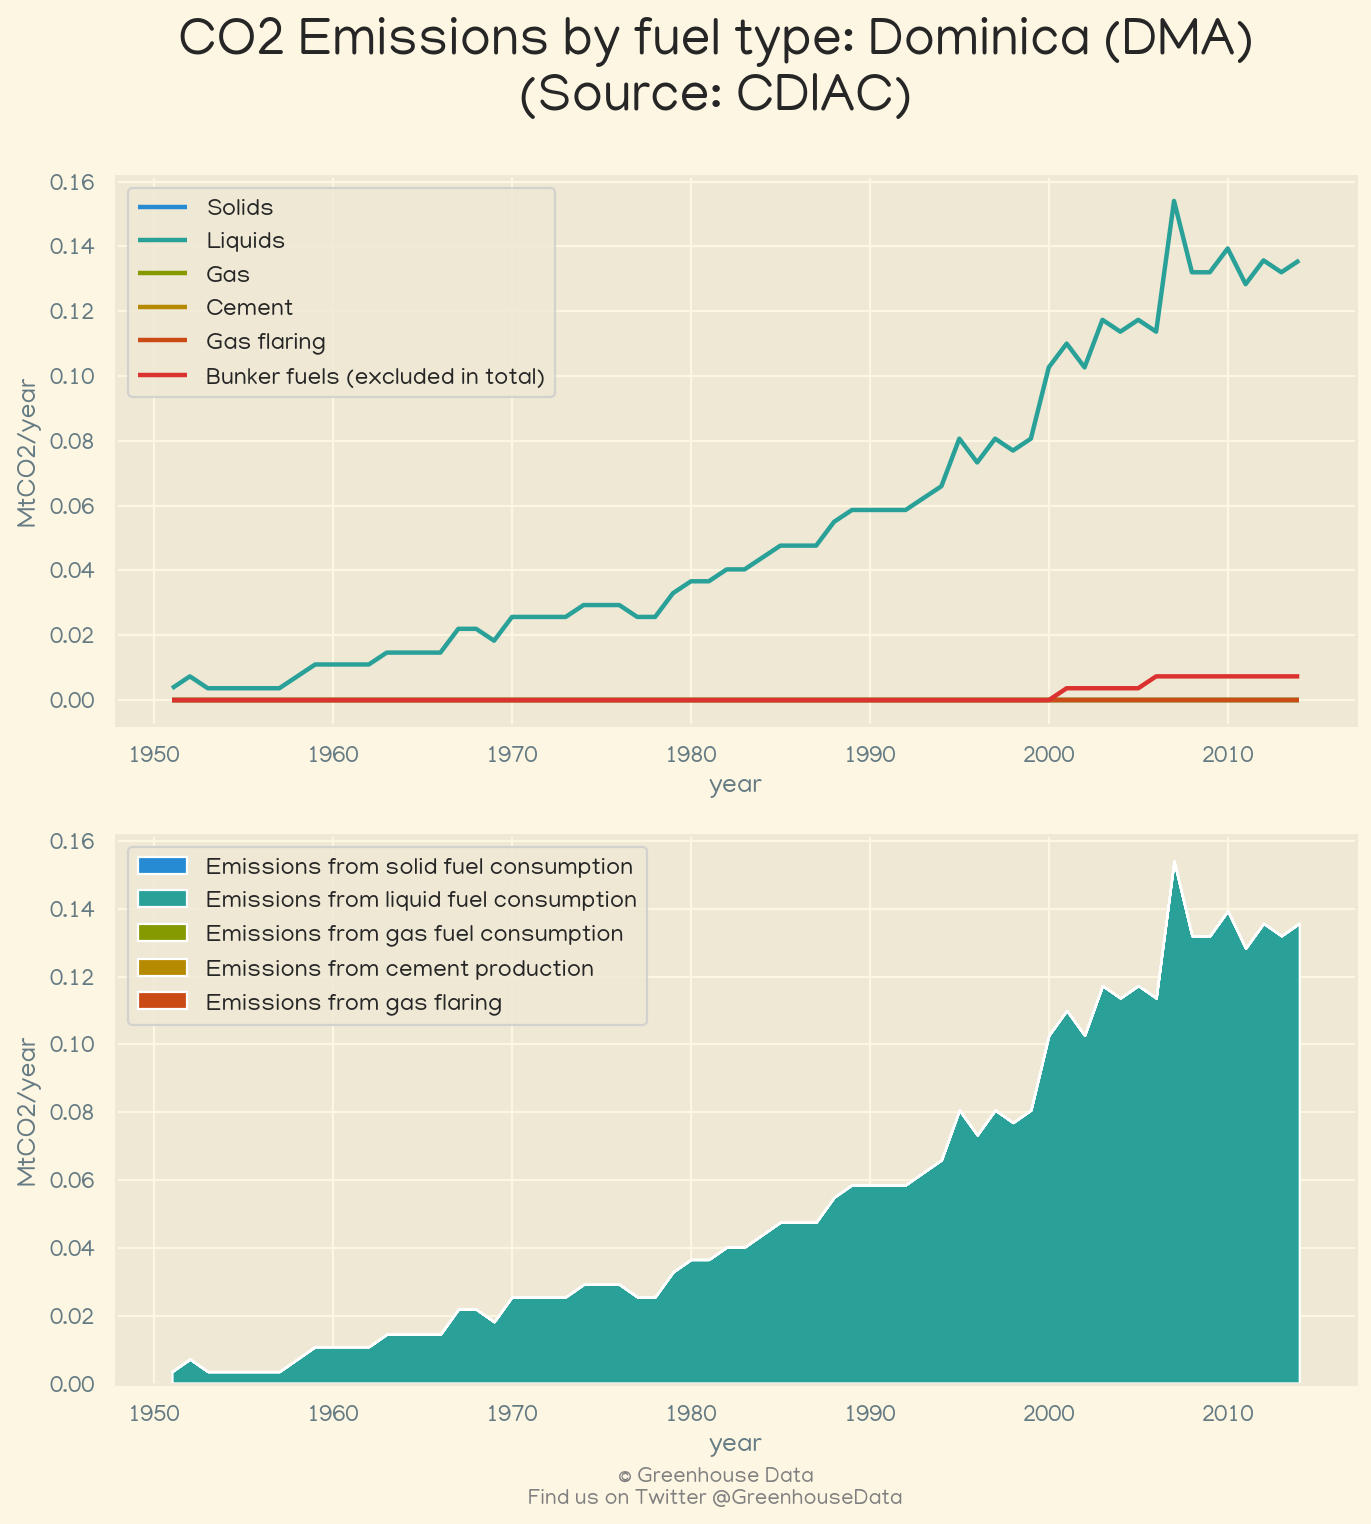 CO2 Emissions by fuel type: Dominica (DMA)
(Source: CDIAC)
0.16
0.14
0.12
0.10
0.08
0.06
0.04
0.02
0.00
MtCO2/year
Solids
Liquids
Gas
Cement
Gas flaring
Bunker fuels (excluded in total)
1950 1960 1970 1980 1990 2000 2010
year
0.16
0.14
0.12
0.10
0.08
0.06
0.04
0.02
0.00
MtCO2/year
Emissions from solid fuel consumption
Emissions from liquid fuel consumption
Emissions from gas fuel consumption
Emissions from cement production
Emissions from gas flaring
1950 1960 1970 1980 1990 2000 2010
year
© Greenhouse Data
Find us on Twitter @GreenhouseData